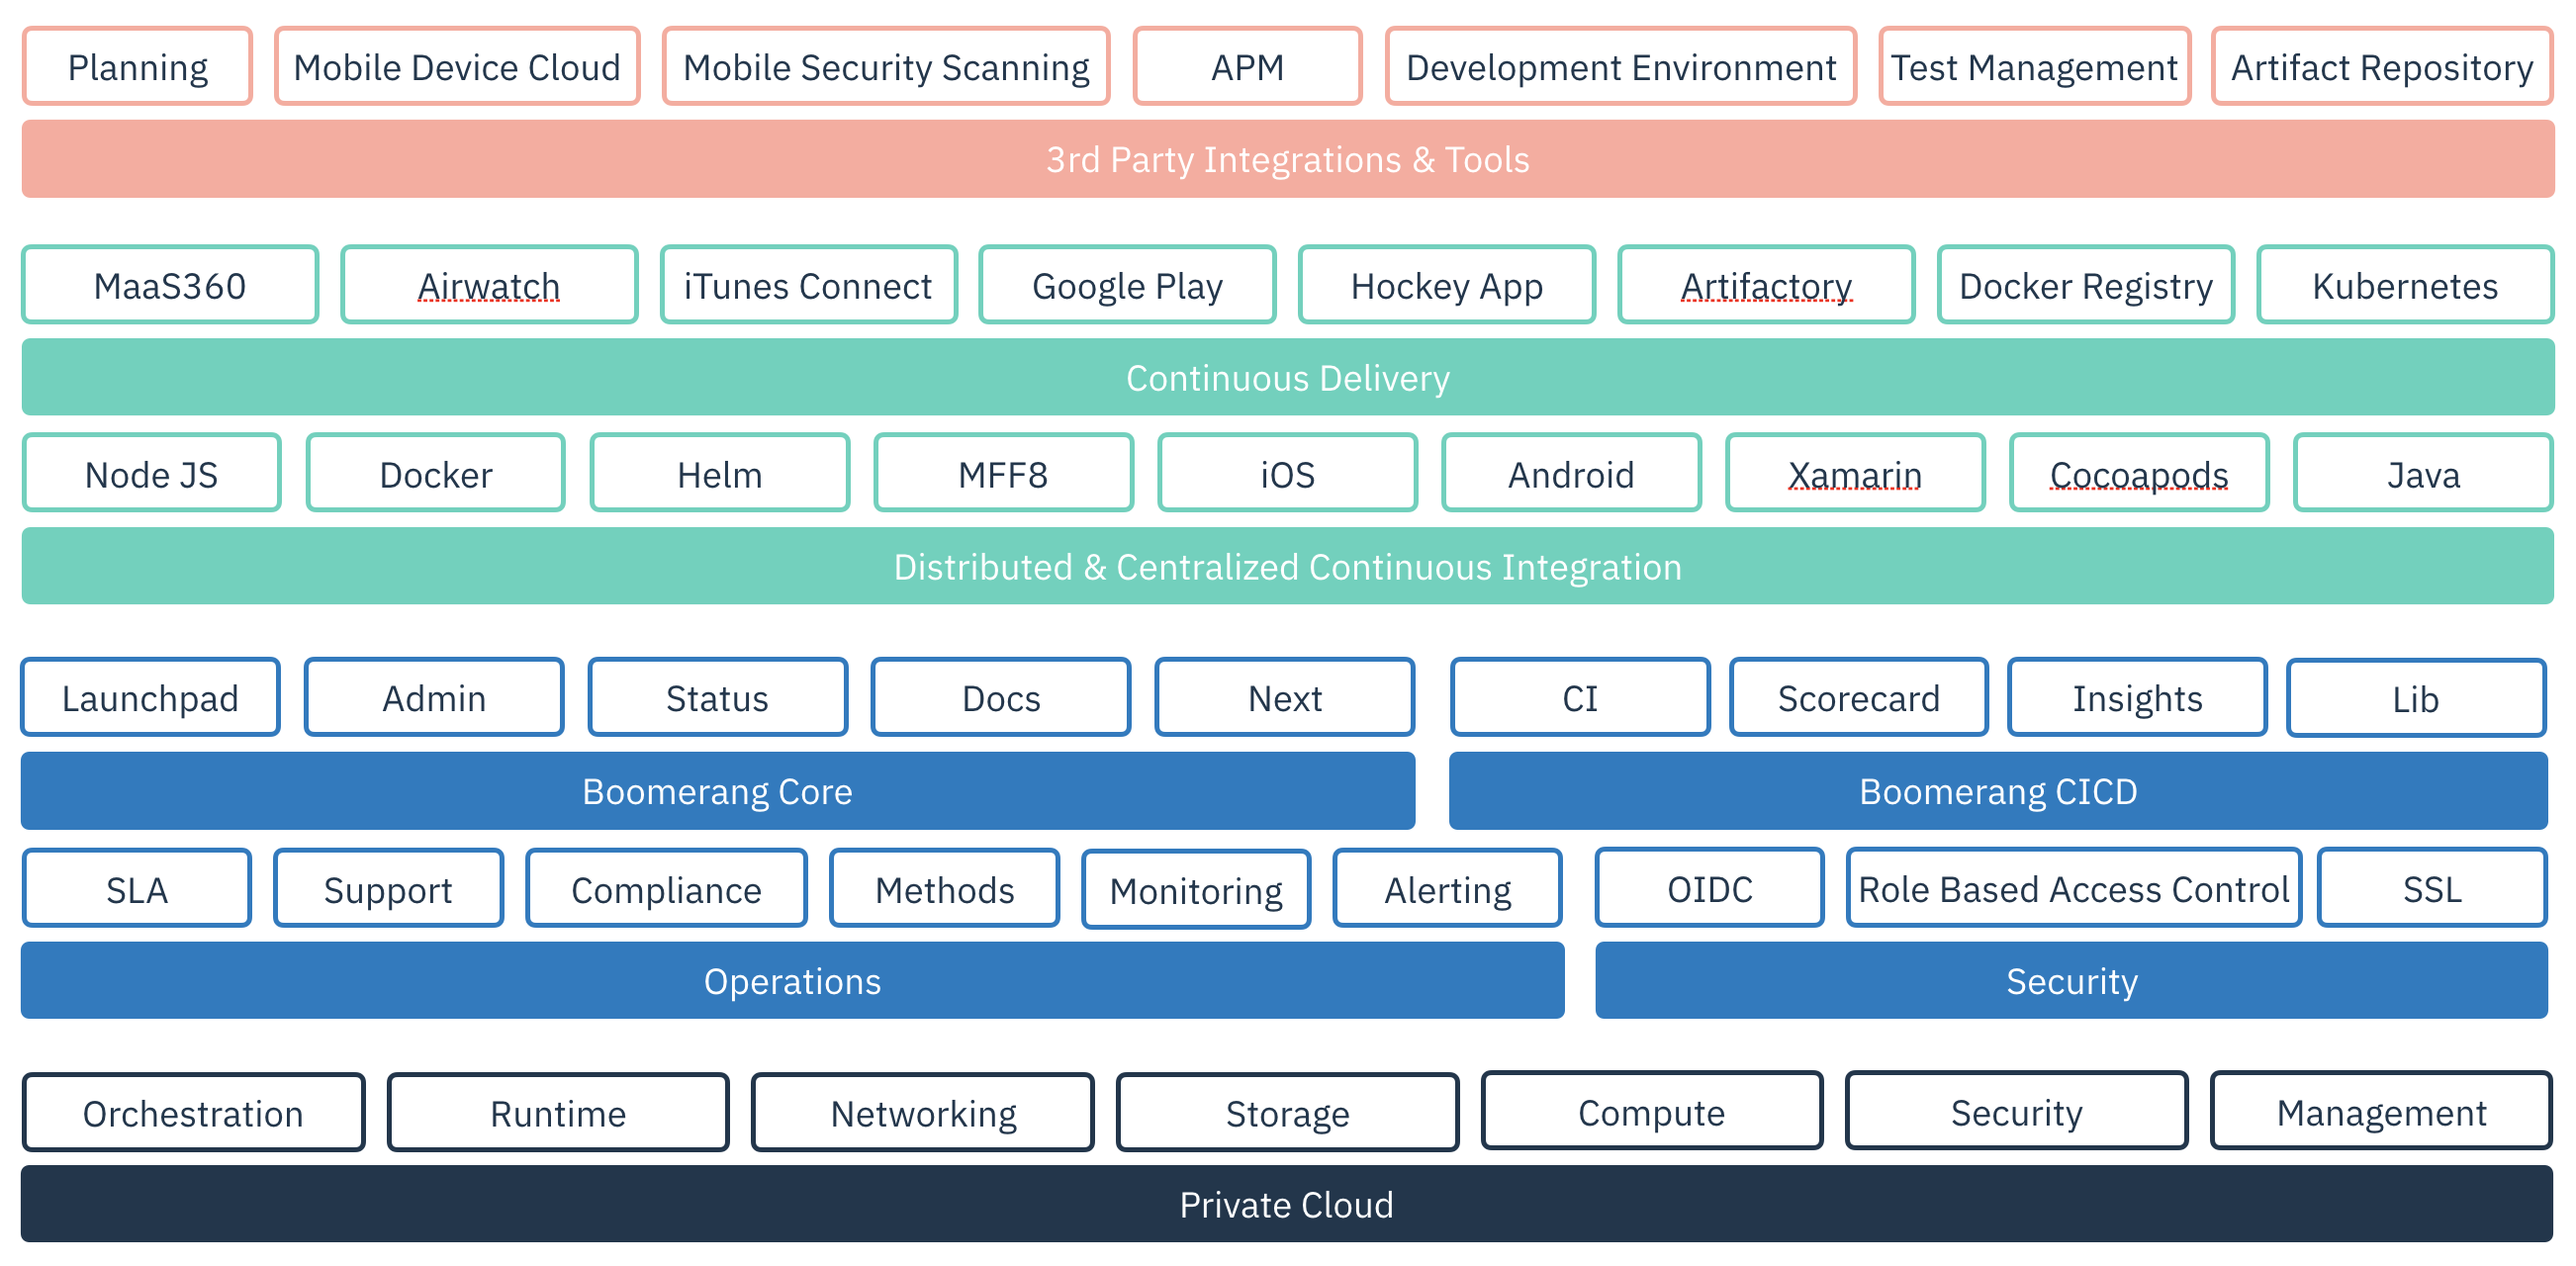 Planning
Mobile Device Cloud
Mobile Security Scanning
APM
Development Environment
Test Management
Artifact Repository
3rd Party Integrations & Tools
MaaS360
Airwatch
iTunes Connect
Google Play
Hockey App
Artifactory
Docker Registry
Kubernetes
Continuous Delivery
Node JS
Docker
Helm
MFF8
iOS
Android
Xamarin
Cocoapods
Java
Distributed & Centralized Continuous Integration
Launchpad
Admin
Status
Docs
Next
CI
Scorecard
Insights
Lib
Boomerang Core
Boomerang CICD
SLA
Support
Compliance
Methods
Monitoring
Alerting
OIDC
Role Based Access Control
SSL
Operations
Security
Orchestration
Runtime
Networking
Storage
Compute
Security
Management
Private Cloud